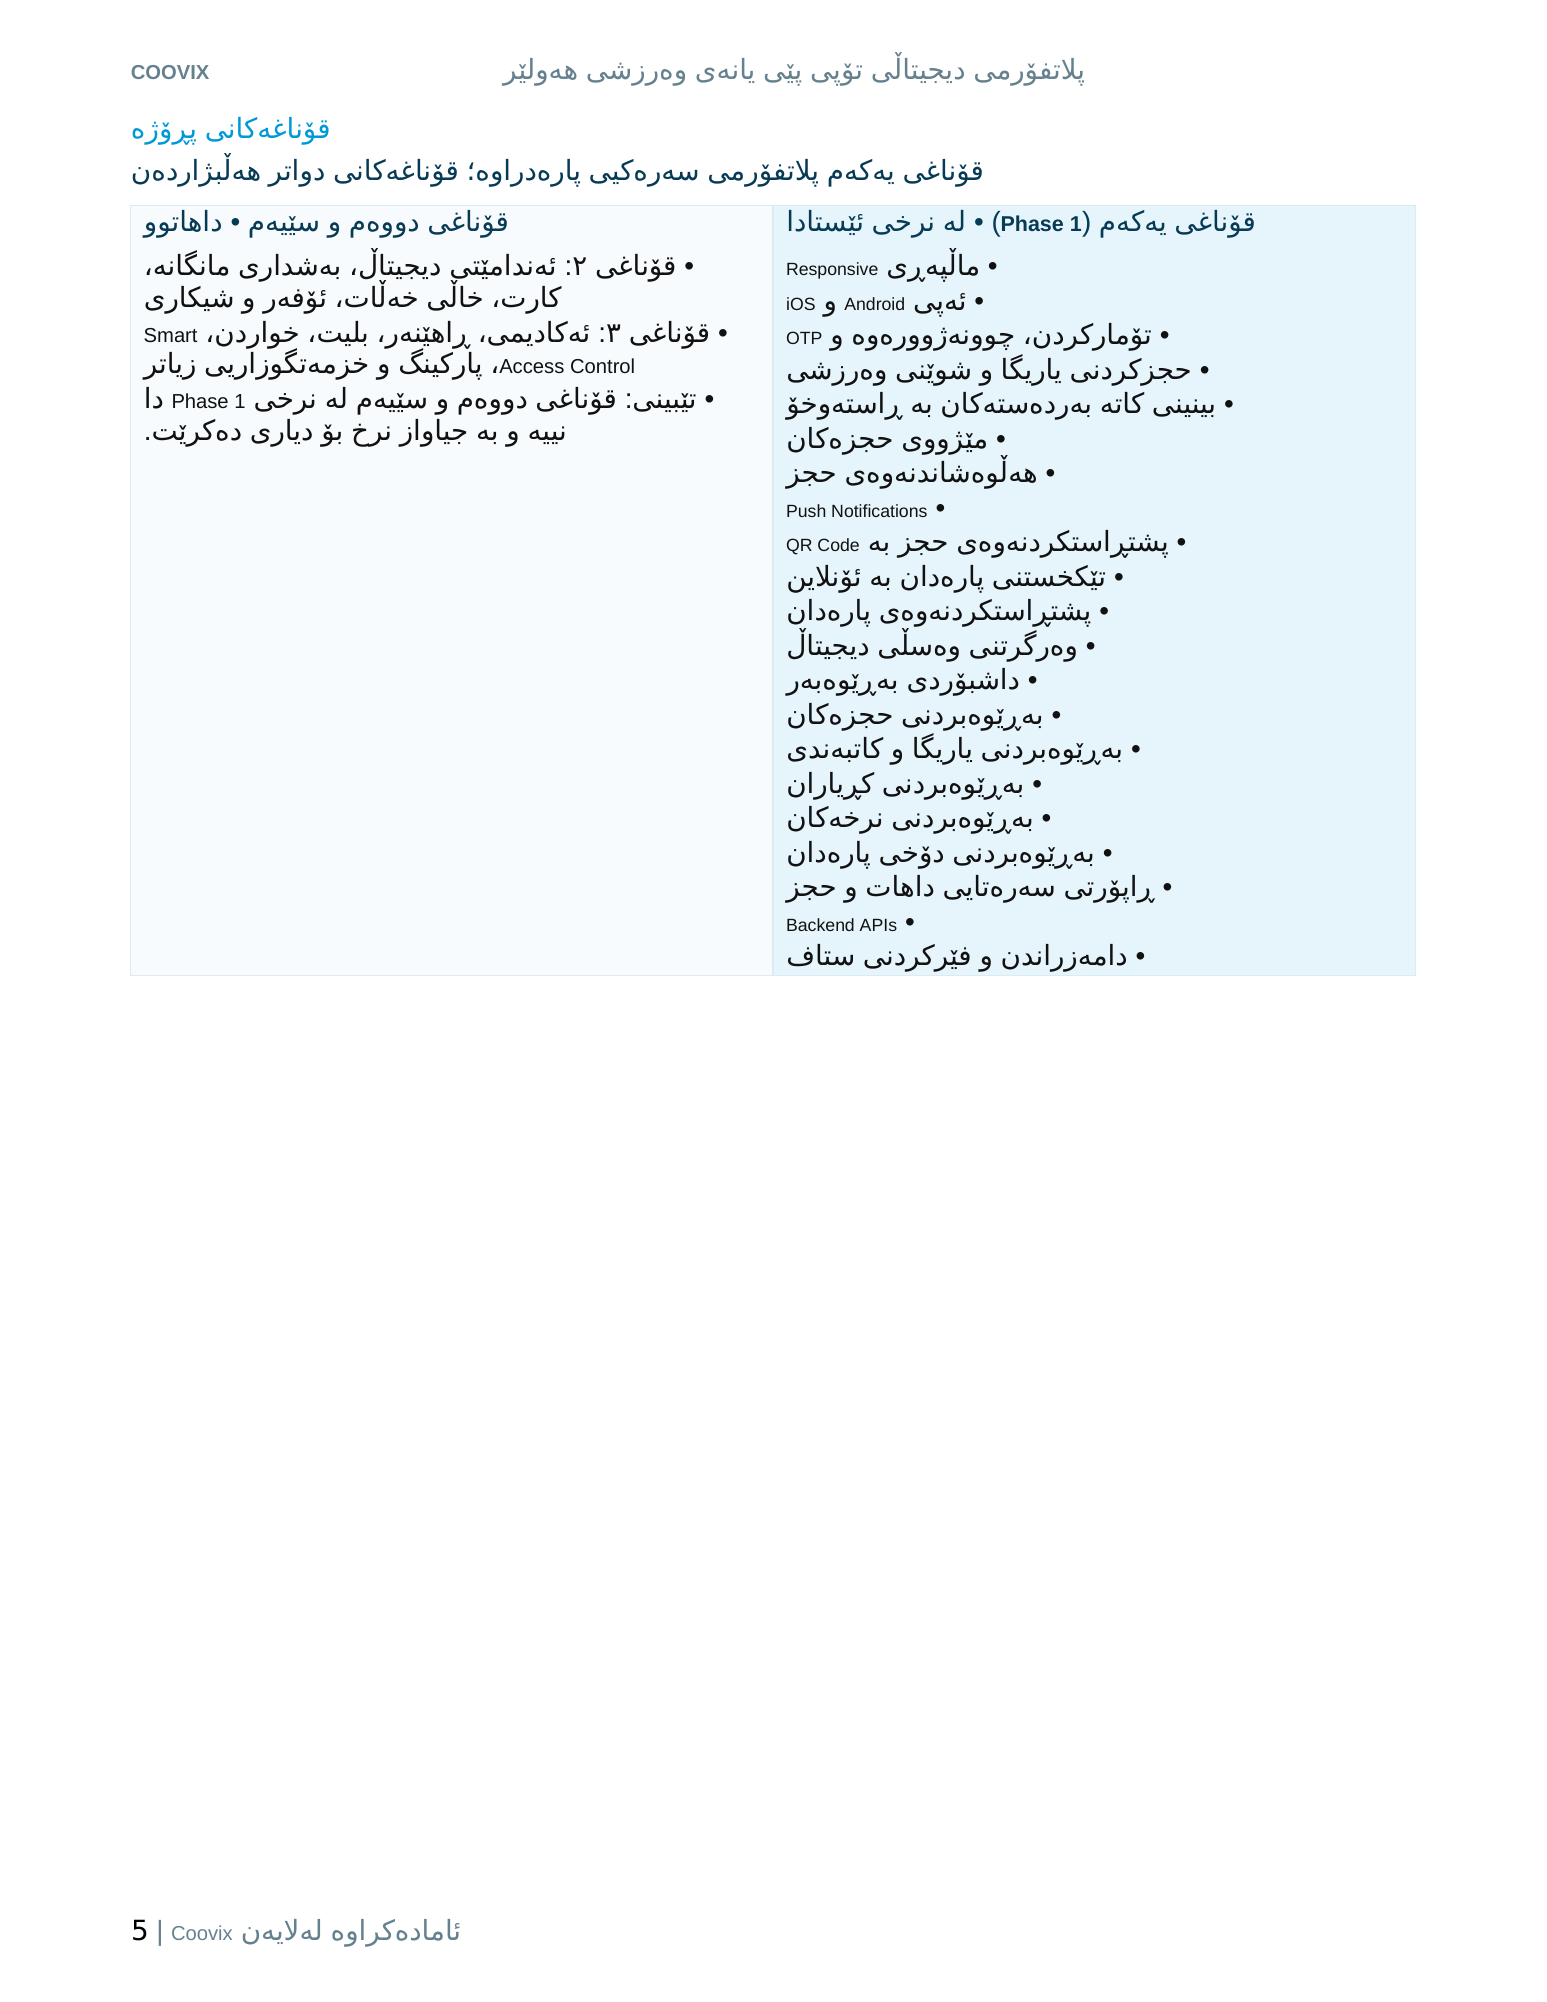 پلاتفۆرمی دیجیتاڵی تۆپی پێی یانەی وەرزشی هەولێر
COOVIX
قۆناغەکانی پڕۆژە
قۆناغی یەکەم پلاتفۆرمی سەرەکیی پارەدراوە؛ قۆناغەکانی دواتر هەڵبژاردەن
قۆناغی یەکەم (Phase 1) • لە نرخی ئێستادا
• ماڵپەڕی Responsive
• ئەپی Android و iOS
• تۆمارکردن، چوونەژوورەوە و OTP
• حجزکردنی یاریگا و شوێنی وەرزشی
• بینینی کاتە بەردەستەکان بە ڕاستەوخۆ
• مێژووی حجزەکان
• هەڵوەشاندنەوەی حجز
• Push Notifications
• پشتڕاستکردنەوەی حجز بە QR Code
• تێکخستنی پارەدان بە ئۆنلاین
• پشتڕاستکردنەوەی پارەدان
• وەرگرتنی وەسڵی دیجیتاڵ
• داشبۆردی بەڕێوەبەر
• بەڕێوەبردنی حجزەکان
• بەڕێوەبردنی یاریگا و کاتبەندی
• بەڕێوەبردنی کڕیاران
• بەڕێوەبردنی نرخەکان
• بەڕێوەبردنی دۆخی پارەدان
• ڕاپۆرتی سەرەتایی داهات و حجز
• Backend APIs
• دامەزراندن و فێرکردنی ستاف
قۆناغی دووەم و سێیەم • داهاتوو
• قۆناغی ٢: ئەندامێتی دیجیتاڵ، بەشداری مانگانە،
کارت، خاڵی خەڵات، ئۆفەر و شیکاری
• قۆناغی ٣: ئەکادیمی، ڕاهێنەر، بلیت، خواردن، Smart
Access Control، پارکینگ و خزمەتگوزاریی زیاتر
• تێبینی: قۆناغی دووەم و سێیەم لە نرخی Phase 1 دا
نییە و بە جیاواز نرخ بۆ دیاری دەکرێت.
ئامادەکراوە لەلایەن Coovix | 5